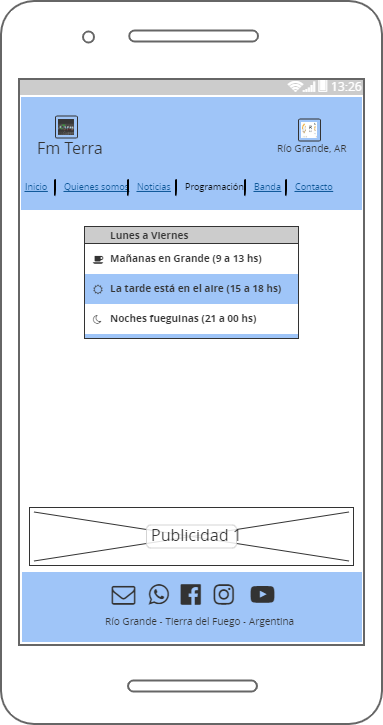 13:26
Fm Terra
Río Grande, AR
Inicio Quienes somos Noticias Programación Banda Contacto
Lunes a Viernes
Mañanas en Grande (9 a 13 hs)
La tarde está en el aire (15 a 18 hs)
Noches fueguinas (21 a 00 hs)
Publicidad 1
Río Grande - Tierra del Fuego - Argentina